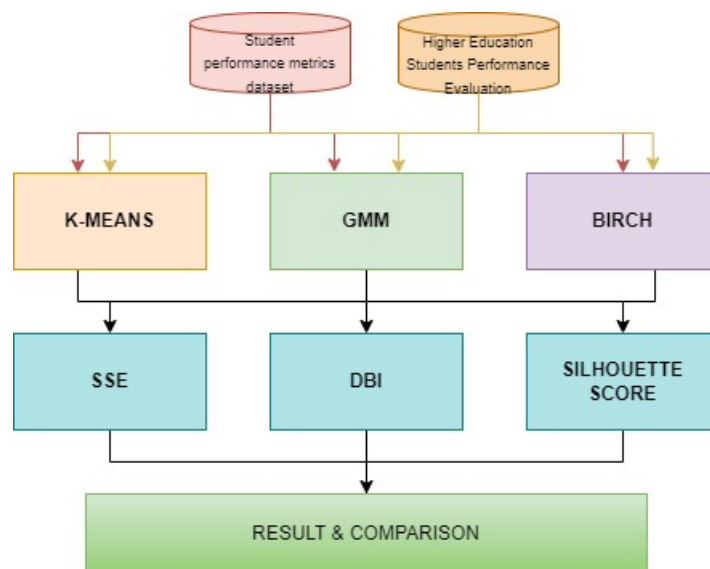 Student
performance metrics
dataset
Higher Education
Students Performance
Evaluation
K-MEANS
GMM
BIRCH
SSE
DBI
SILHOUETTE
SCORE
RESULT & COMPARISON